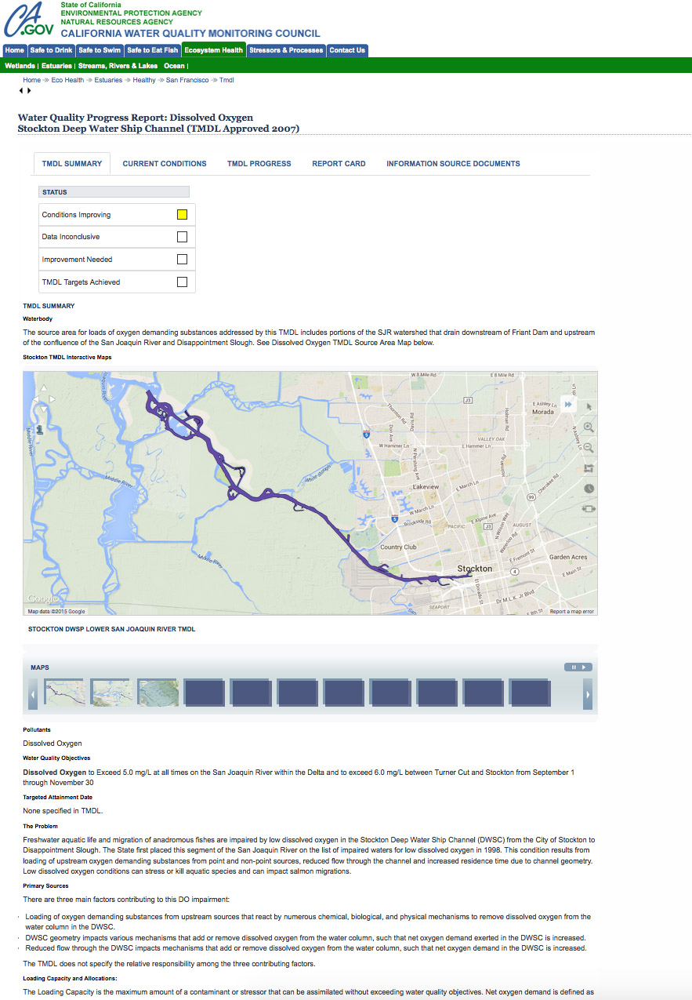 CA
.GOV
State of California
ENVIRONMENTAL PROTECTION AGENCY
NATURAL RESOURCES AGENCY
CALIFORNIA WATER QUALITY MONITORING COUNCIL
Home Safe to Drink Safe to Swim Safe to Eat Fish Ecosystem Health Stressors & Processes Contact Us
Wetlands | Estuaries | Streams, Rivers & Lakes Ocean |
Home -> Eco Health -> Estuaries -> Healthy -> San Francisco -> Tmdl
Water Quality Progress Report: Dissolved Oxygen
Stockton Deep Water Ship Channel (TMDL Approved 2007)
TMDL SUMMARY CURRENT CONDITIONS TMDL PROGRESS REPORT CARD INFORMATION SOURCE DOCUMENTS
STATUS
Conditions Improving
Data Inconclusive
Improvement Needed
TMDL Targets Achieved
TMDL SUMMARY
Waterbody
The source area for loads of oxygen demanding substances addressed by this TMDL includes portions of the SJR watershed that drain downstream of Friant Dam and upstream
of the confluence of the San Joaquin River and Disappointment Slough. See Dissolved Oxygen TMDL Source Area Map below.
Stockton TMDL Interactive Maps
W 8 Mile Rd
E 8 Mile Rd
J3
E Ashley Ln
Morada
Thornton Rd
Davis Rd
Holman Rd
N Ashley Ln
Middle River
5
Don Ave
VALLEY OAK
W Hammer Ln
E Hammer Ln
N Pershing Ave
Middle River
White Slough
Lakeview
E March Ln
Cherokee Rd
99
W March Ln
5
Brookside Rd
E Alpine Ave
PACIFIC
J3
N Wilson Way
AUGUST
Waterloo Rd
Country Club
E Fremont St
Garden Acres
Middle River
Stockton
4
E Main St
El Dorado St
Dr M.L.K. Jr Blvd
SEAPORT
E 8th St
Google
Map data ©2015 Google
Report a map error
STOCKTON DWSP LOWER SAN JOAQUIN RIVER TMDL
MAPS
Pollutants
Dissolved Oxygen
Water Quality Objectives
Dissolved Oxygen to Exceed 5.0 mg/L at all times on the San Joaquin River within the Delta and to exceed 6.0 mg/L between Turner Cut and Stockton from September 1
through November 30
Targeted Attainment Date
None specified in TMDL.
The Problem
Freshwater aquatic life and migration of anadromous fishes are impaired by low dissolved oxygen in the Stockton Deep Water Ship Channel (DWSC) from the City of Stockton to
Disappointment Slough. The State first placed this segment of the San Joaquin River on the list of impaired waters for low dissolved oxygen in 1998. This condition results from
loading of upstream oxygen demanding substances from point and non-point sources, reduced flow through the channel and increased residence time due to channel geometry.
Low dissolved oxygen conditions can stress or kill aquatic species and can impact salmon migrations.
Primary Sources
There are three main factors contributing to this DO impairment:
· Loading of oxygen demanding substances from upstream sources that react by numerous chemical, biological, and physical mechanisms to remove dissolved oxygen from the
water column in the DWSC.
· DWSC geometry impacts various mechanisms that add or remove dissolved oxygen from the water column, such that net oxygen demand exerted in the DWSC is increased.
· Reduced flow through the DWSC impacts mechanisms that add or remove dissolved oxygen from the water column, such that net oxygen demand in the DWSC is increased.
The TMDL does not specify the relative responsibility among the three contributing factors.
Loading Capacity and Allocations:
The Loading Capacity is the maximum amount of a contaminant or stressor that can be assimilated without exceeding water quality objectives. Net oxygen demand is defined as